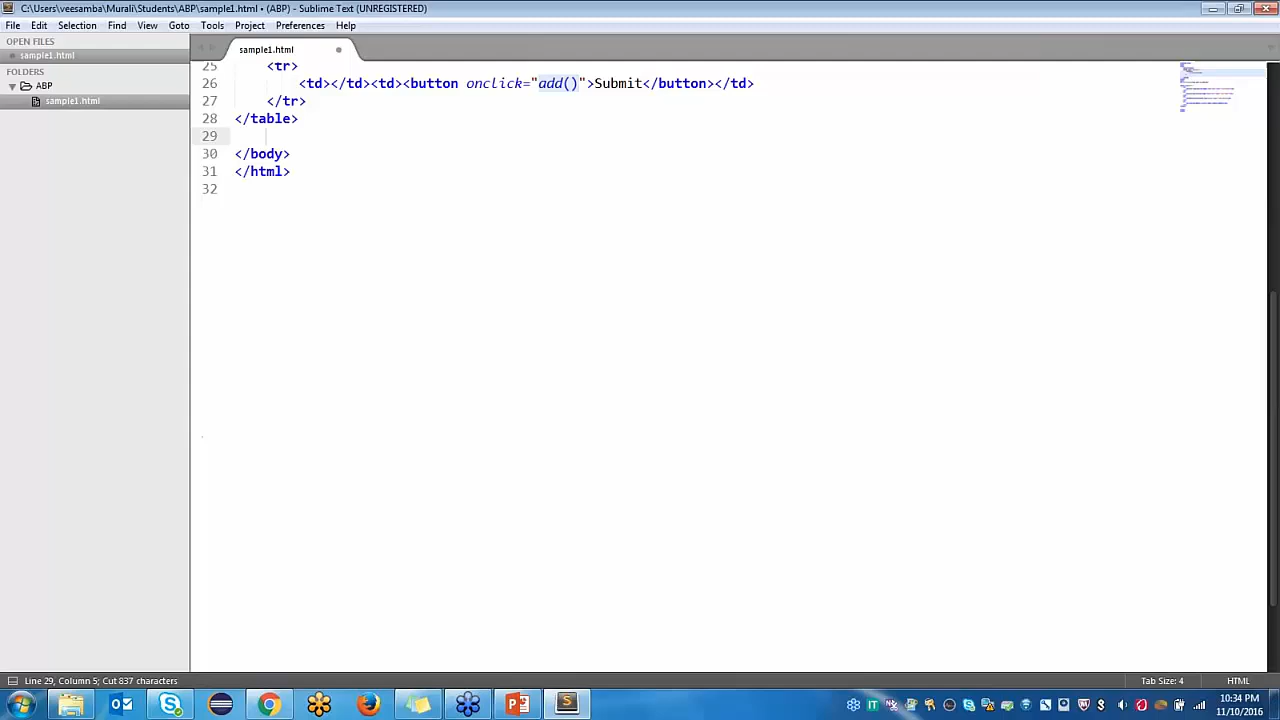 C:\Users\veesamba\Murali\Students\ABP\sample1.html • (ABP) - Sublime Text (UNREGISTERED)
File Edit Selection Find View Goto Tools Project Preferences Help
OPEN FILES
sample1.html
FOLDERS
ABP
sample1.html
sample1.html
25 <tr>
26 <td></td><td><button onclick="add()">Submit</button></td>
27 </tr>
28 </table>
29
30 </body>
31 </html>
32
Line 29, Column 5; Cut 837 characters
Tab Size: 4
HTML
10:34 PM
11/10/2016